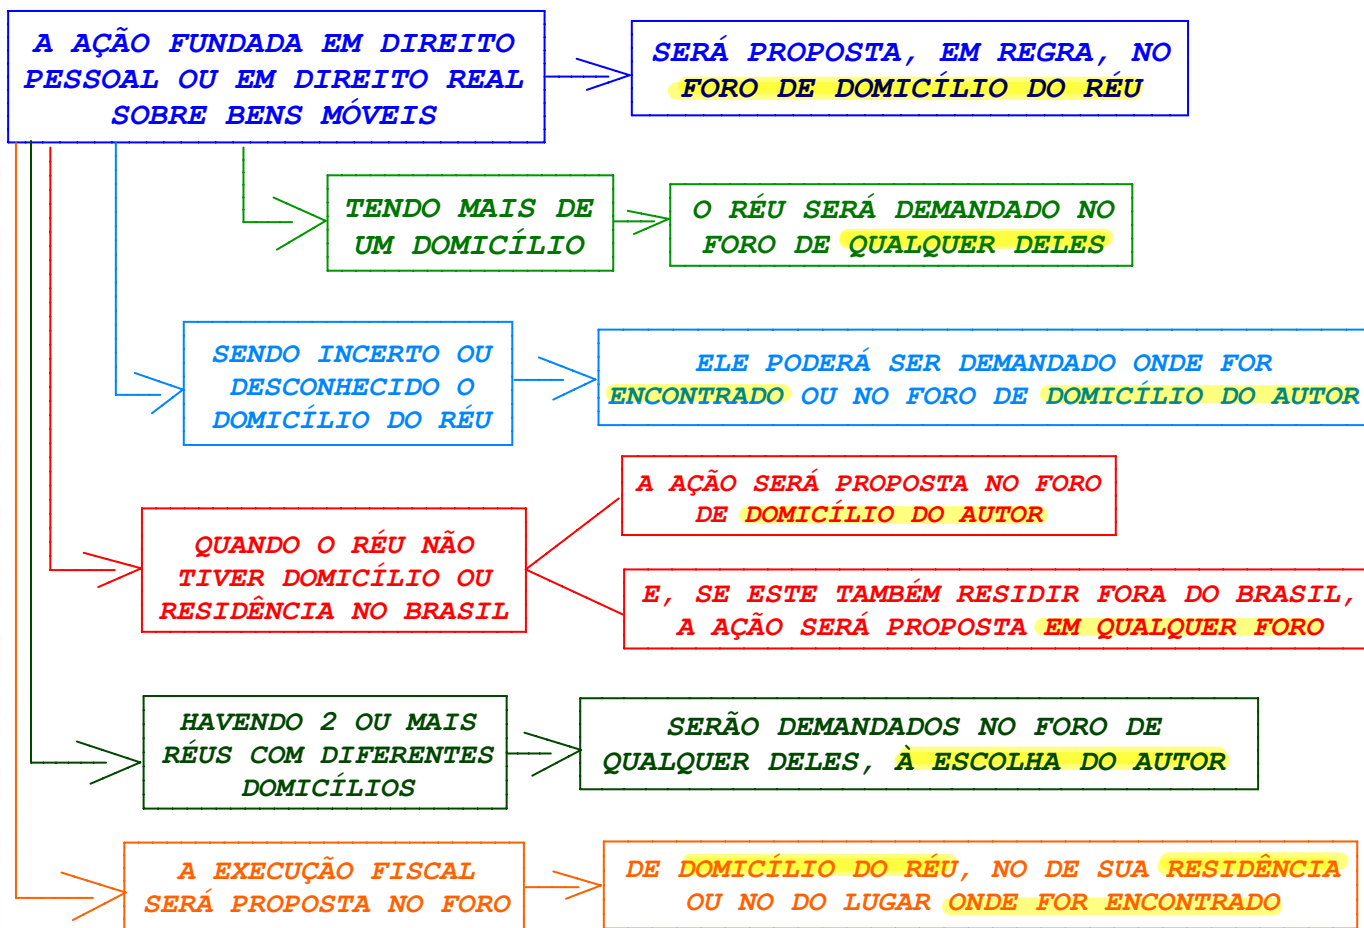 A AÇÃO FUNDADA EM DIREITO
PESSOAL OU EM DIREITO REAL
SOBRE BENS MÓVEIS
SERÁ PROPOSTA, EM REGRA, NO
FORO DE DOMICÍLIO DO RÉU
TENDO MAIS DE
UM DOMICÍLIO
O RÉU SERÁ DEMANDADO NO
FORO DE QUALQUER DELES
SENDO INCERTO OU
DESCONHECIDO O
DOMICÍLIO DO RÉU
ELE PODERÁ SER DEMANDADO ONDE FOR
ENCONTRADO OU NO FORO DE DOMICÍLIO DO AUTOR
QUANDO O RÉU NÃO
TIVER DOMICÍLIO OU
RESIDÊNCIA NO BRASIL
A AÇÃO SERÁ PROPOSTA NO FORO
DE DOMICÍLIO DO AUTOR
E, SE ESTE TAMBÉM RESIDIR FORA DO BRASIL,
A AÇÃO SERÁ PROPOSTA EM QUALQUER FORO
HAVENDO 2 OU MAIS
RÉUS COM DIFERENTES
DOMICÍLIOS
SERÃO DEMANDADOS NO FORO DE
QUALQUER DELES, À ESCOLHA DO AUTOR
A EXECUÇÃO FISCAL
SERÁ PROPOSTA NO FORO
DE DOMICÍLIO DO RÉU, NO DE SUA RESIDÊNCIA
OU NO DO LUGAR ONDE FOR ENCONTRADO